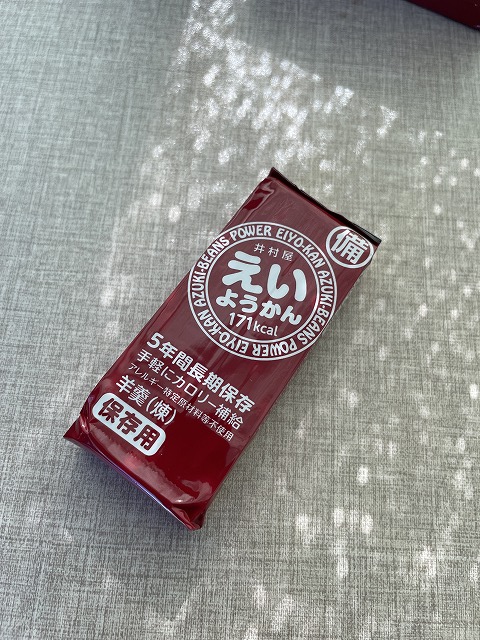 備
AZUKI-BEANS POWER EIYO-KAN AZUKI-BEANS POWER EIYO-KAN
井村屋
えい
ようかん
171kcal
5年間長期保存
手軽にカロリー補給
アレルギー特定原材料等不使用
羊羹(煉)
保存用